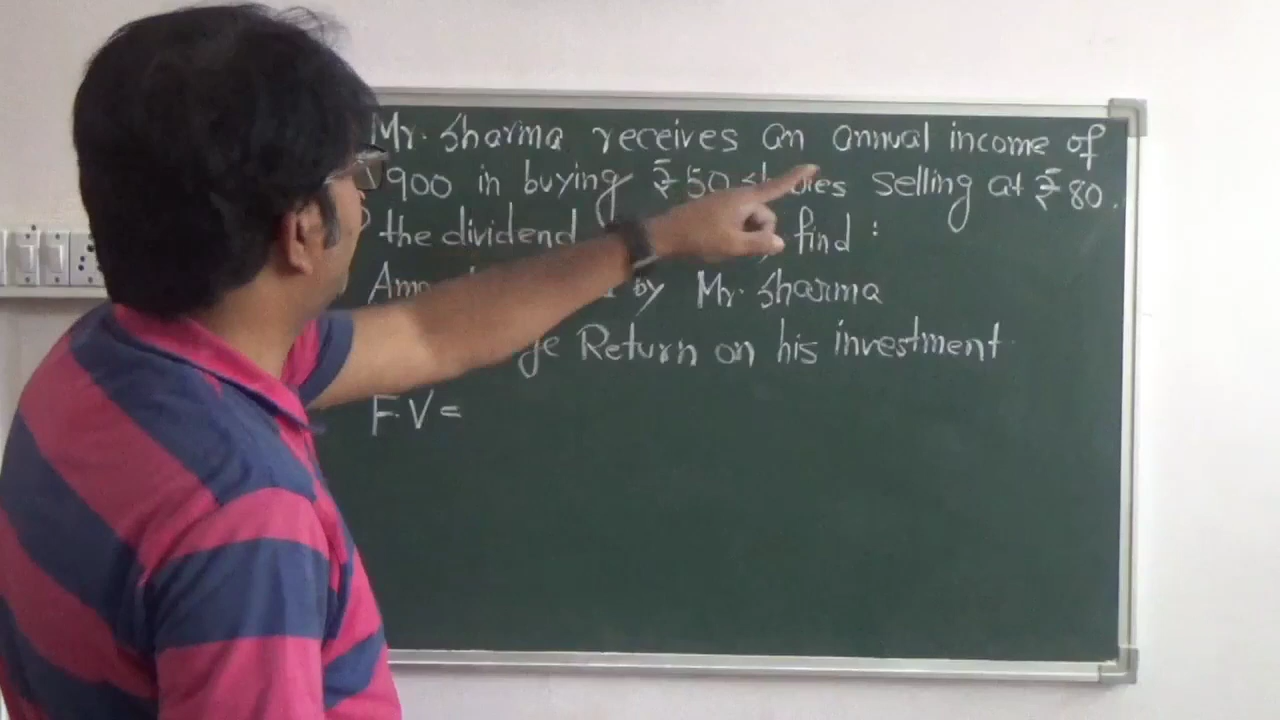 Mr. Sharma receives an annual income of
900 in buying ₹50 selling at ₹80.
the dividend find :
by Mr. Sharma
Return on his investment
F.V=